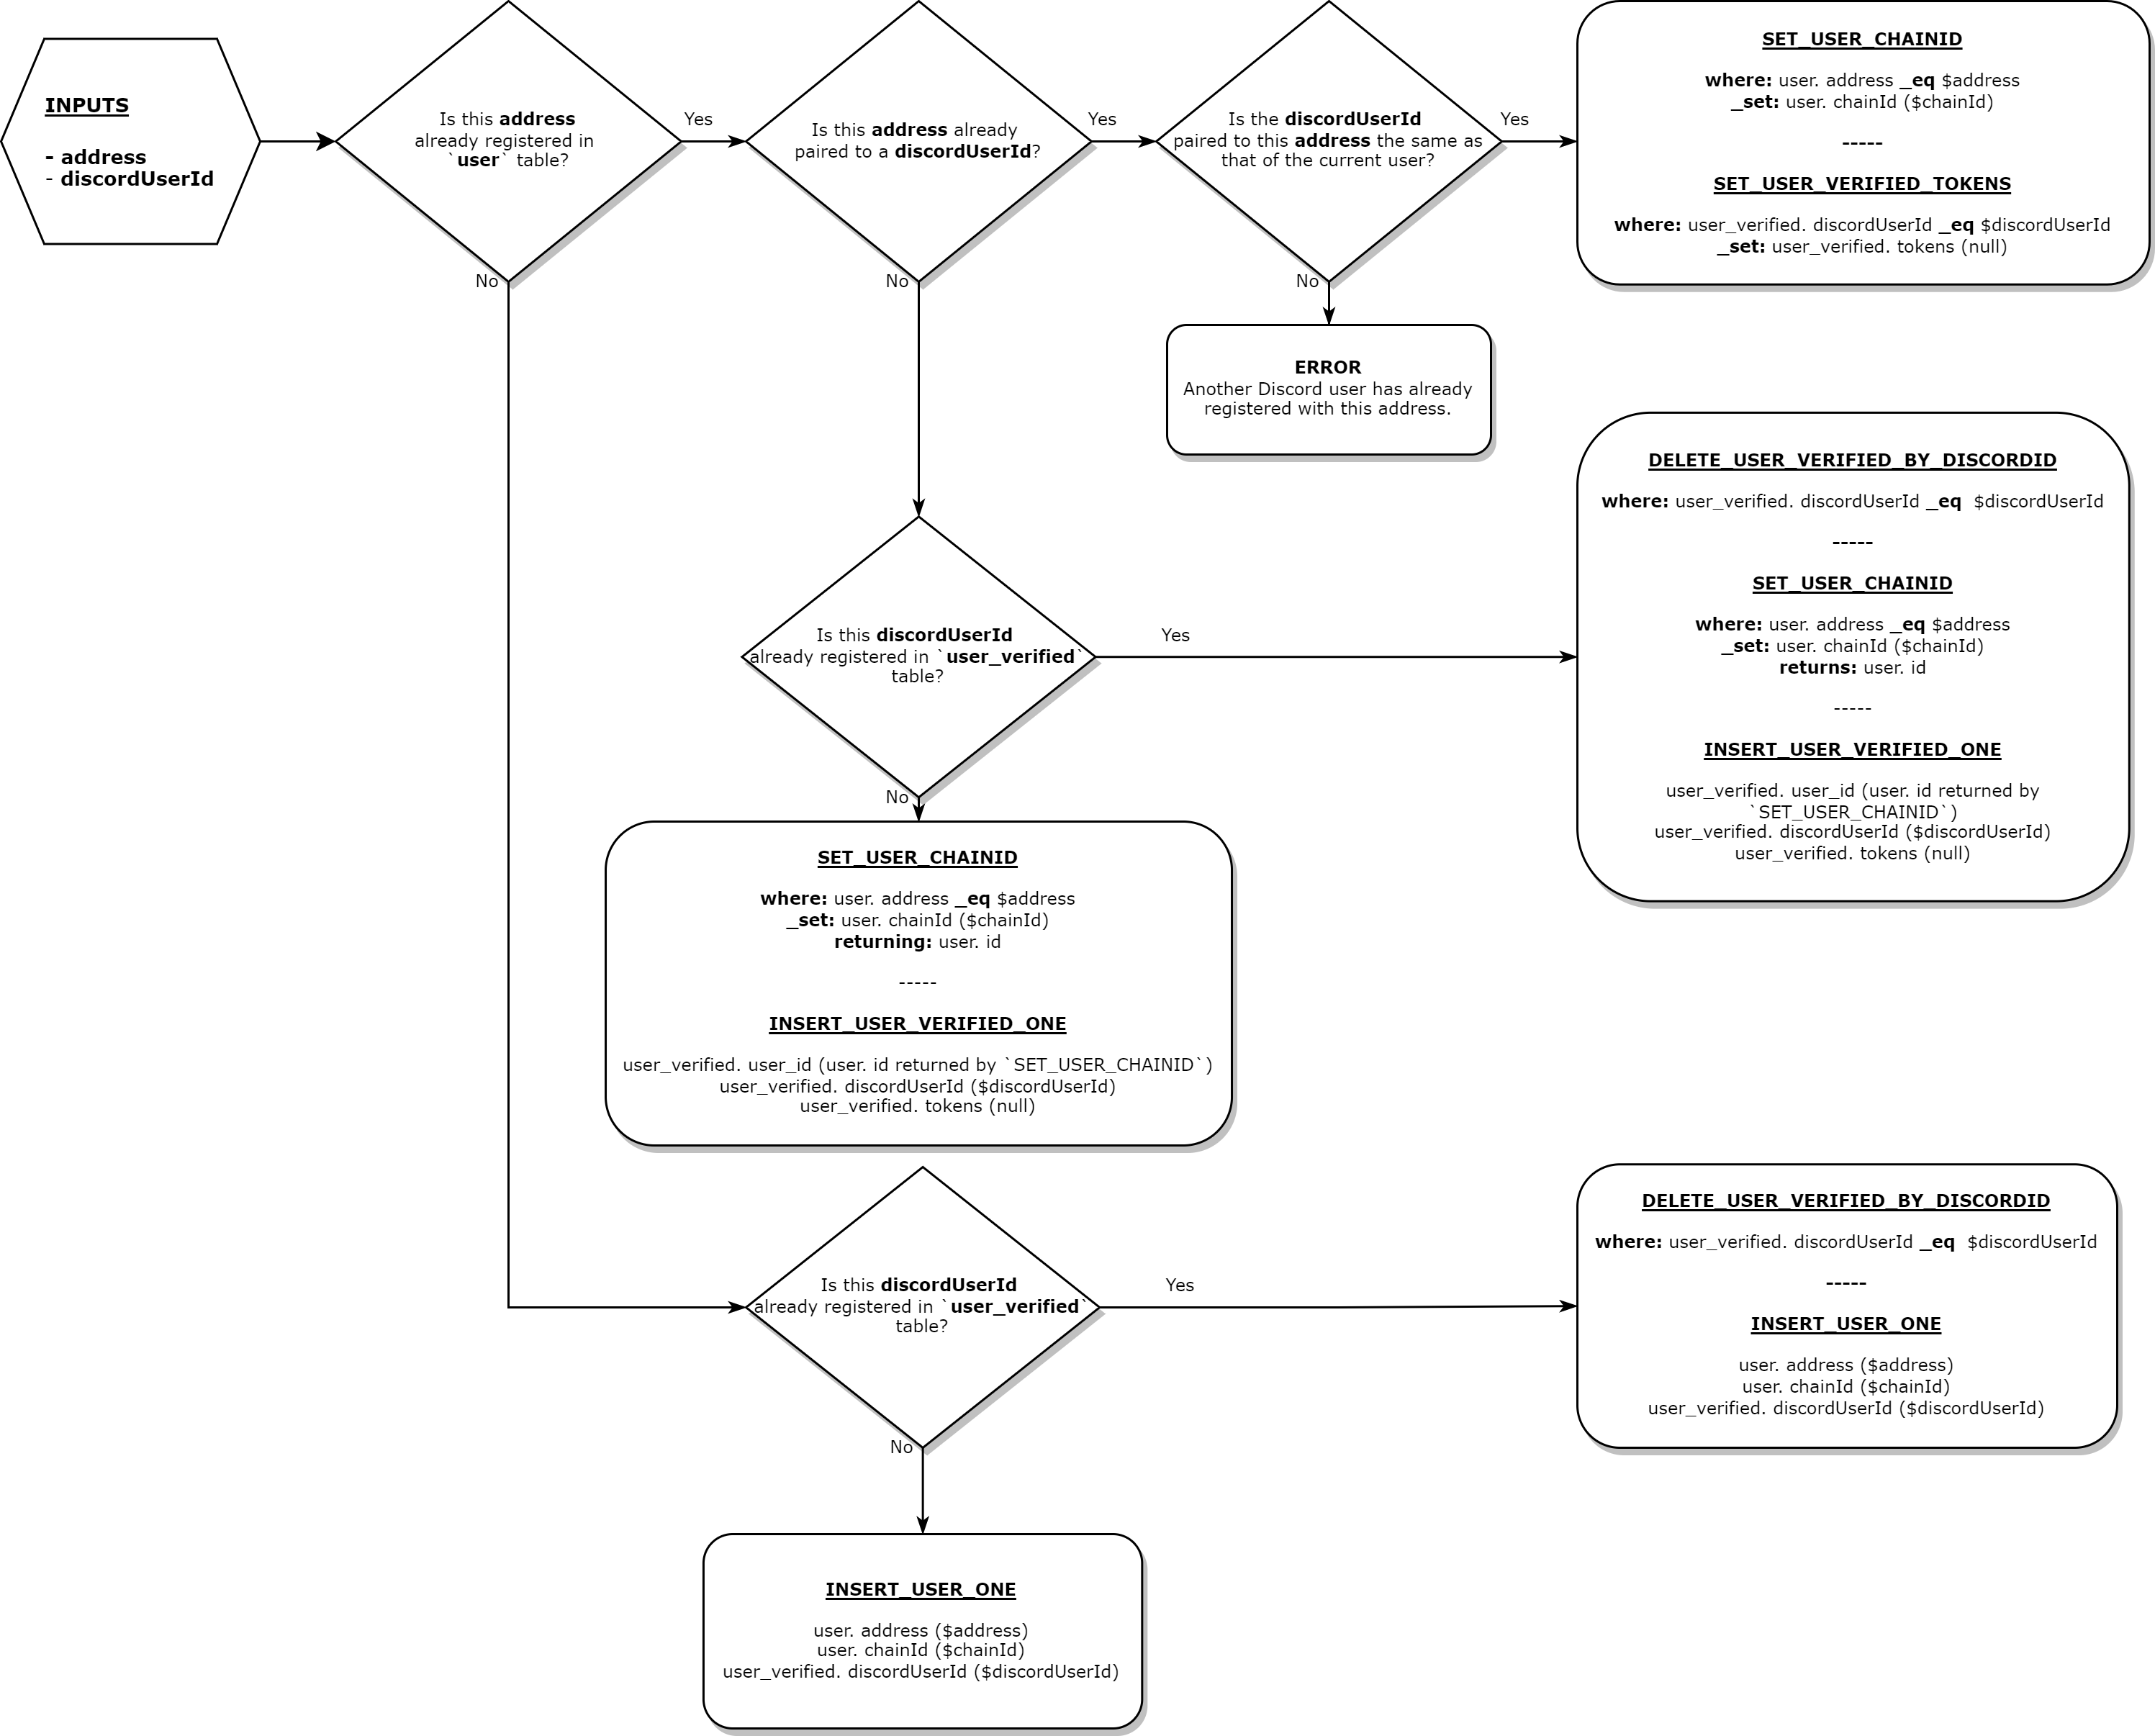 INPUTS
- address
- discordUserId
Is this address
already registered in
`user` table?
Yes
No
Is this address already
paired to a discordUserId?
Yes
No
Is the discordUserId
paired to this address the same as
that of the current user?
Yes
No
SET_USER_CHAINID
where: user. address _eq $address
_set: user. chainId ($chainId)
-----
SET_USER_VERIFIED_TOKENS
where: user_verified. discordUserId _eq $discordUserId
_set: user_verified. tokens (null)
ERROR
Another Discord user has already
registered with this address.
Is this discordUserId
already registered in `user_verified`
table?
Yes
No
DELETE_USER_VERIFIED_BY_DISCORDID
where: user_verified. discordUserId _eq  $discordUserId
-----
SET_USER_CHAINID
where: user. address _eq $address
_set: user. chainId ($chainId)
returns: user. id
-----
INSERT_USER_VERIFIED_ONE
user_verified. user_id (user. id returned by
`SET_USER_CHAINID`)
user_verified. discordUserId ($discordUserId)
user_verified. tokens (null)
SET_USER_CHAINID
where: user. address _eq $address
_set: user. chainId ($chainId)
returning: user. id
-----
INSERT_USER_VERIFIED_ONE
user_verified. user_id (user. id returned by `SET_USER_CHAINID`)
user_verified. discordUserId ($discordUserId)
user_verified. tokens (null)
Is this discordUserId
already registered in `user_verified`
table?
Yes
No
DELETE_USER_VERIFIED_BY_DISCORDID
where: user_verified. discordUserId _eq  $discordUserId
-----
INSERT_USER_ONE
user. address ($address)
user. chainId ($chainId)
user_verified. discordUserId ($discordUserId)
INSERT_USER_ONE
user. address ($address)
user. chainId ($chainId)
user_verified. discordUserId ($discordUserId)